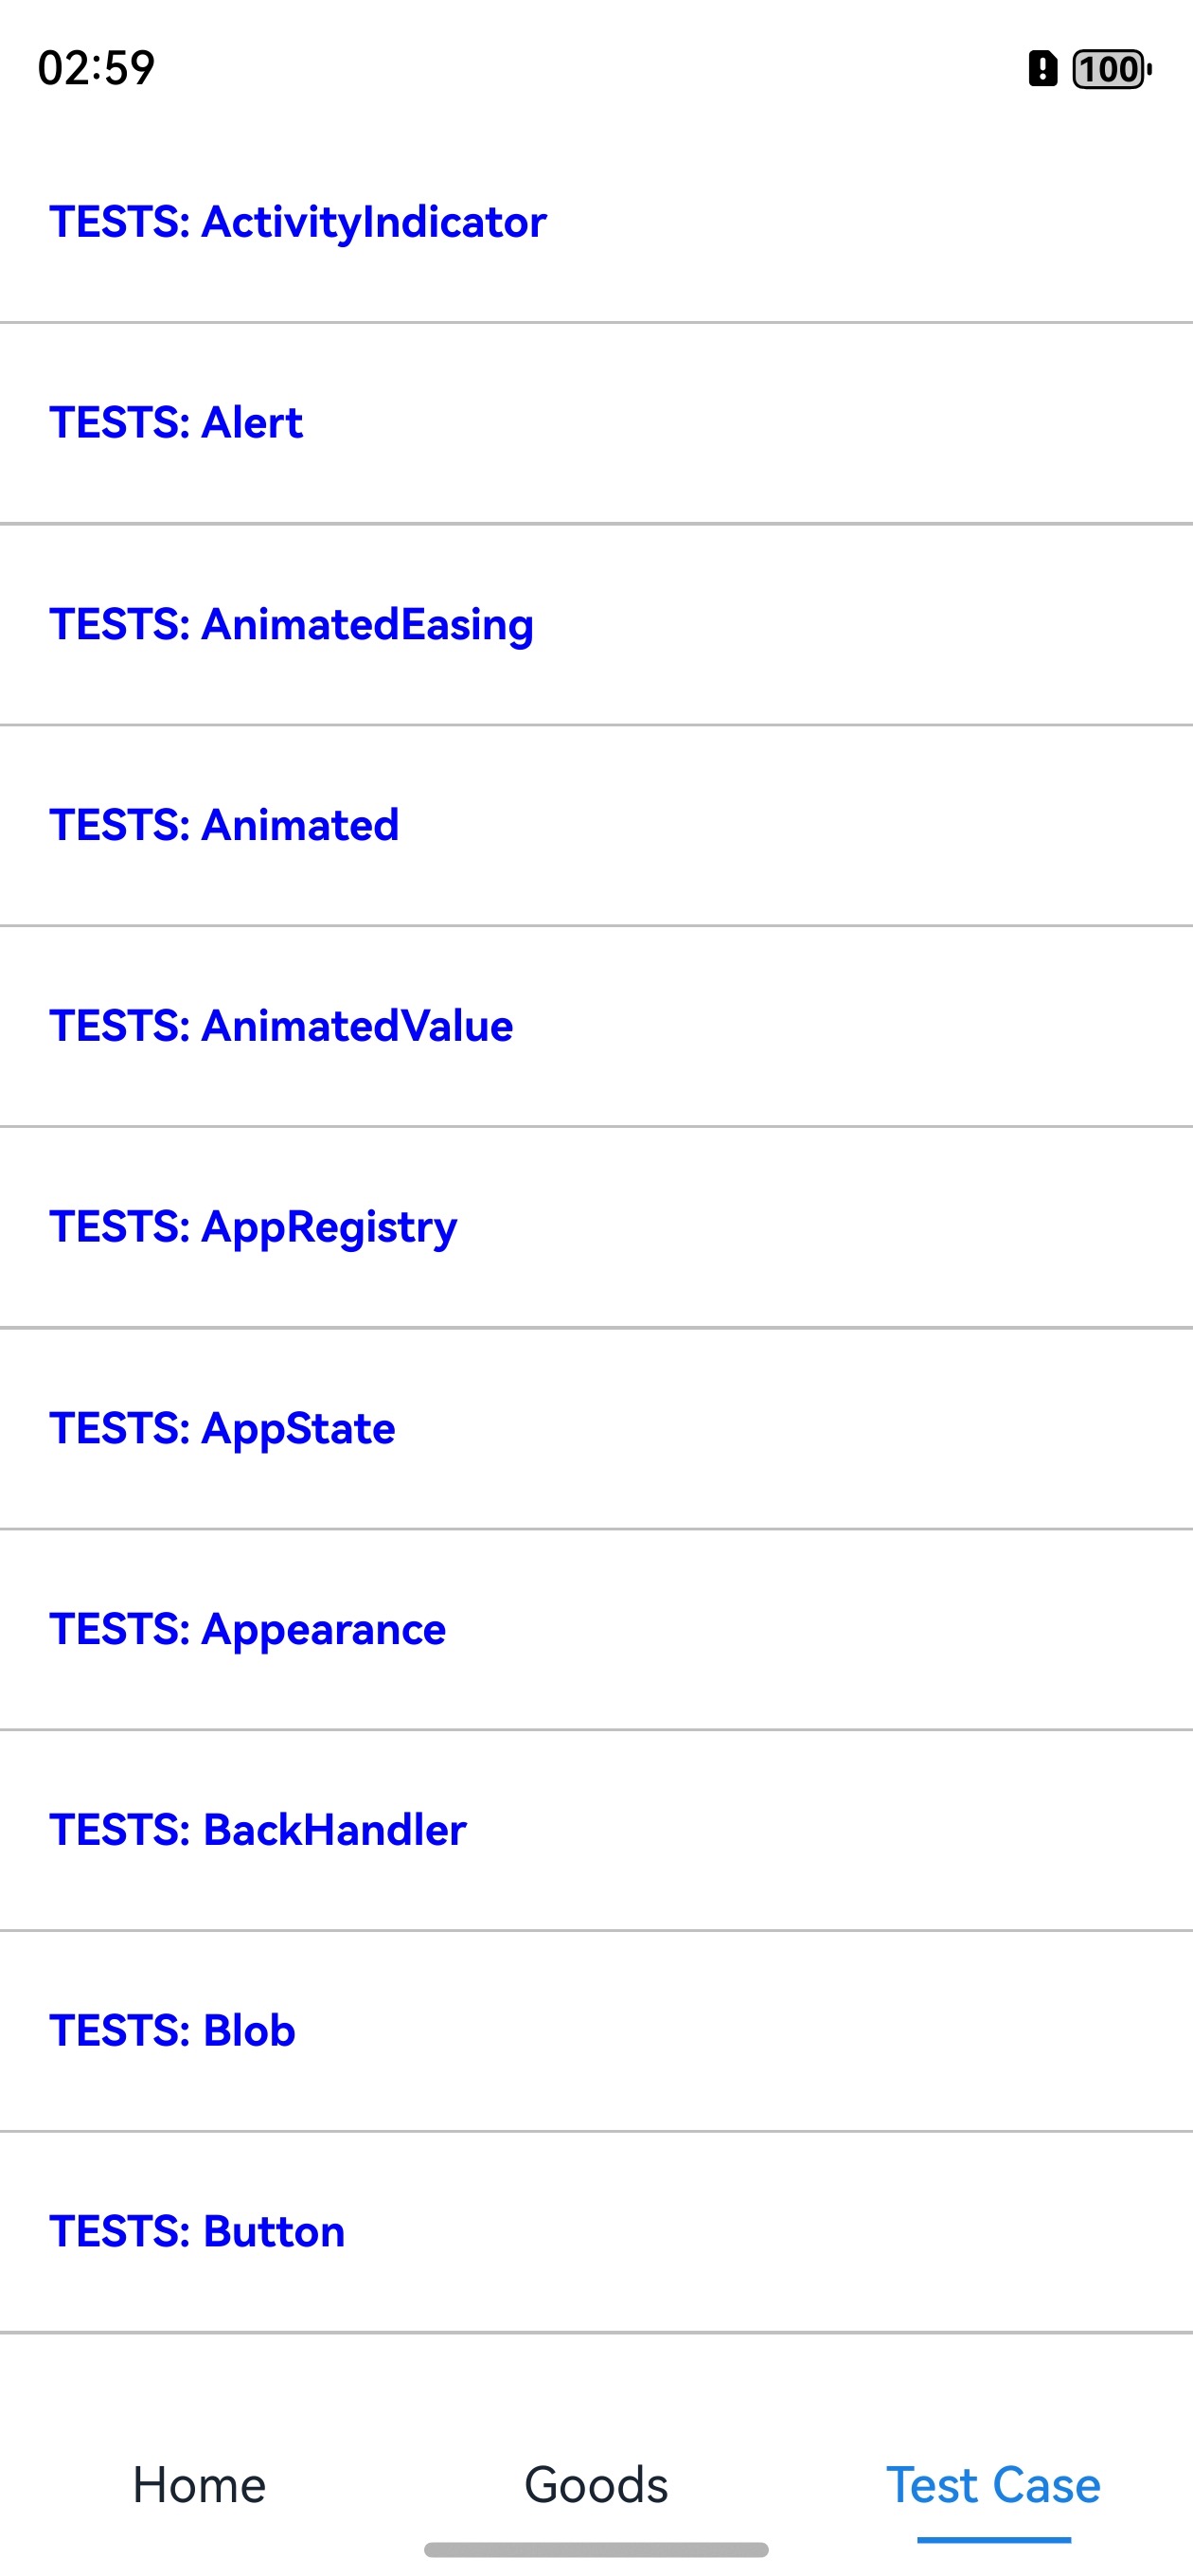 02:59
100
TESTS: ActivityIndicator
TESTS: Alert
TESTS: AnimatedEasing
TESTS: Animated
TESTS: AnimatedValue
TESTS: AppRegistry
TESTS: AppState
TESTS: Appearance
TESTS: BackHandler
TESTS: Blob
TESTS: Button
Home
Goods
Test Case